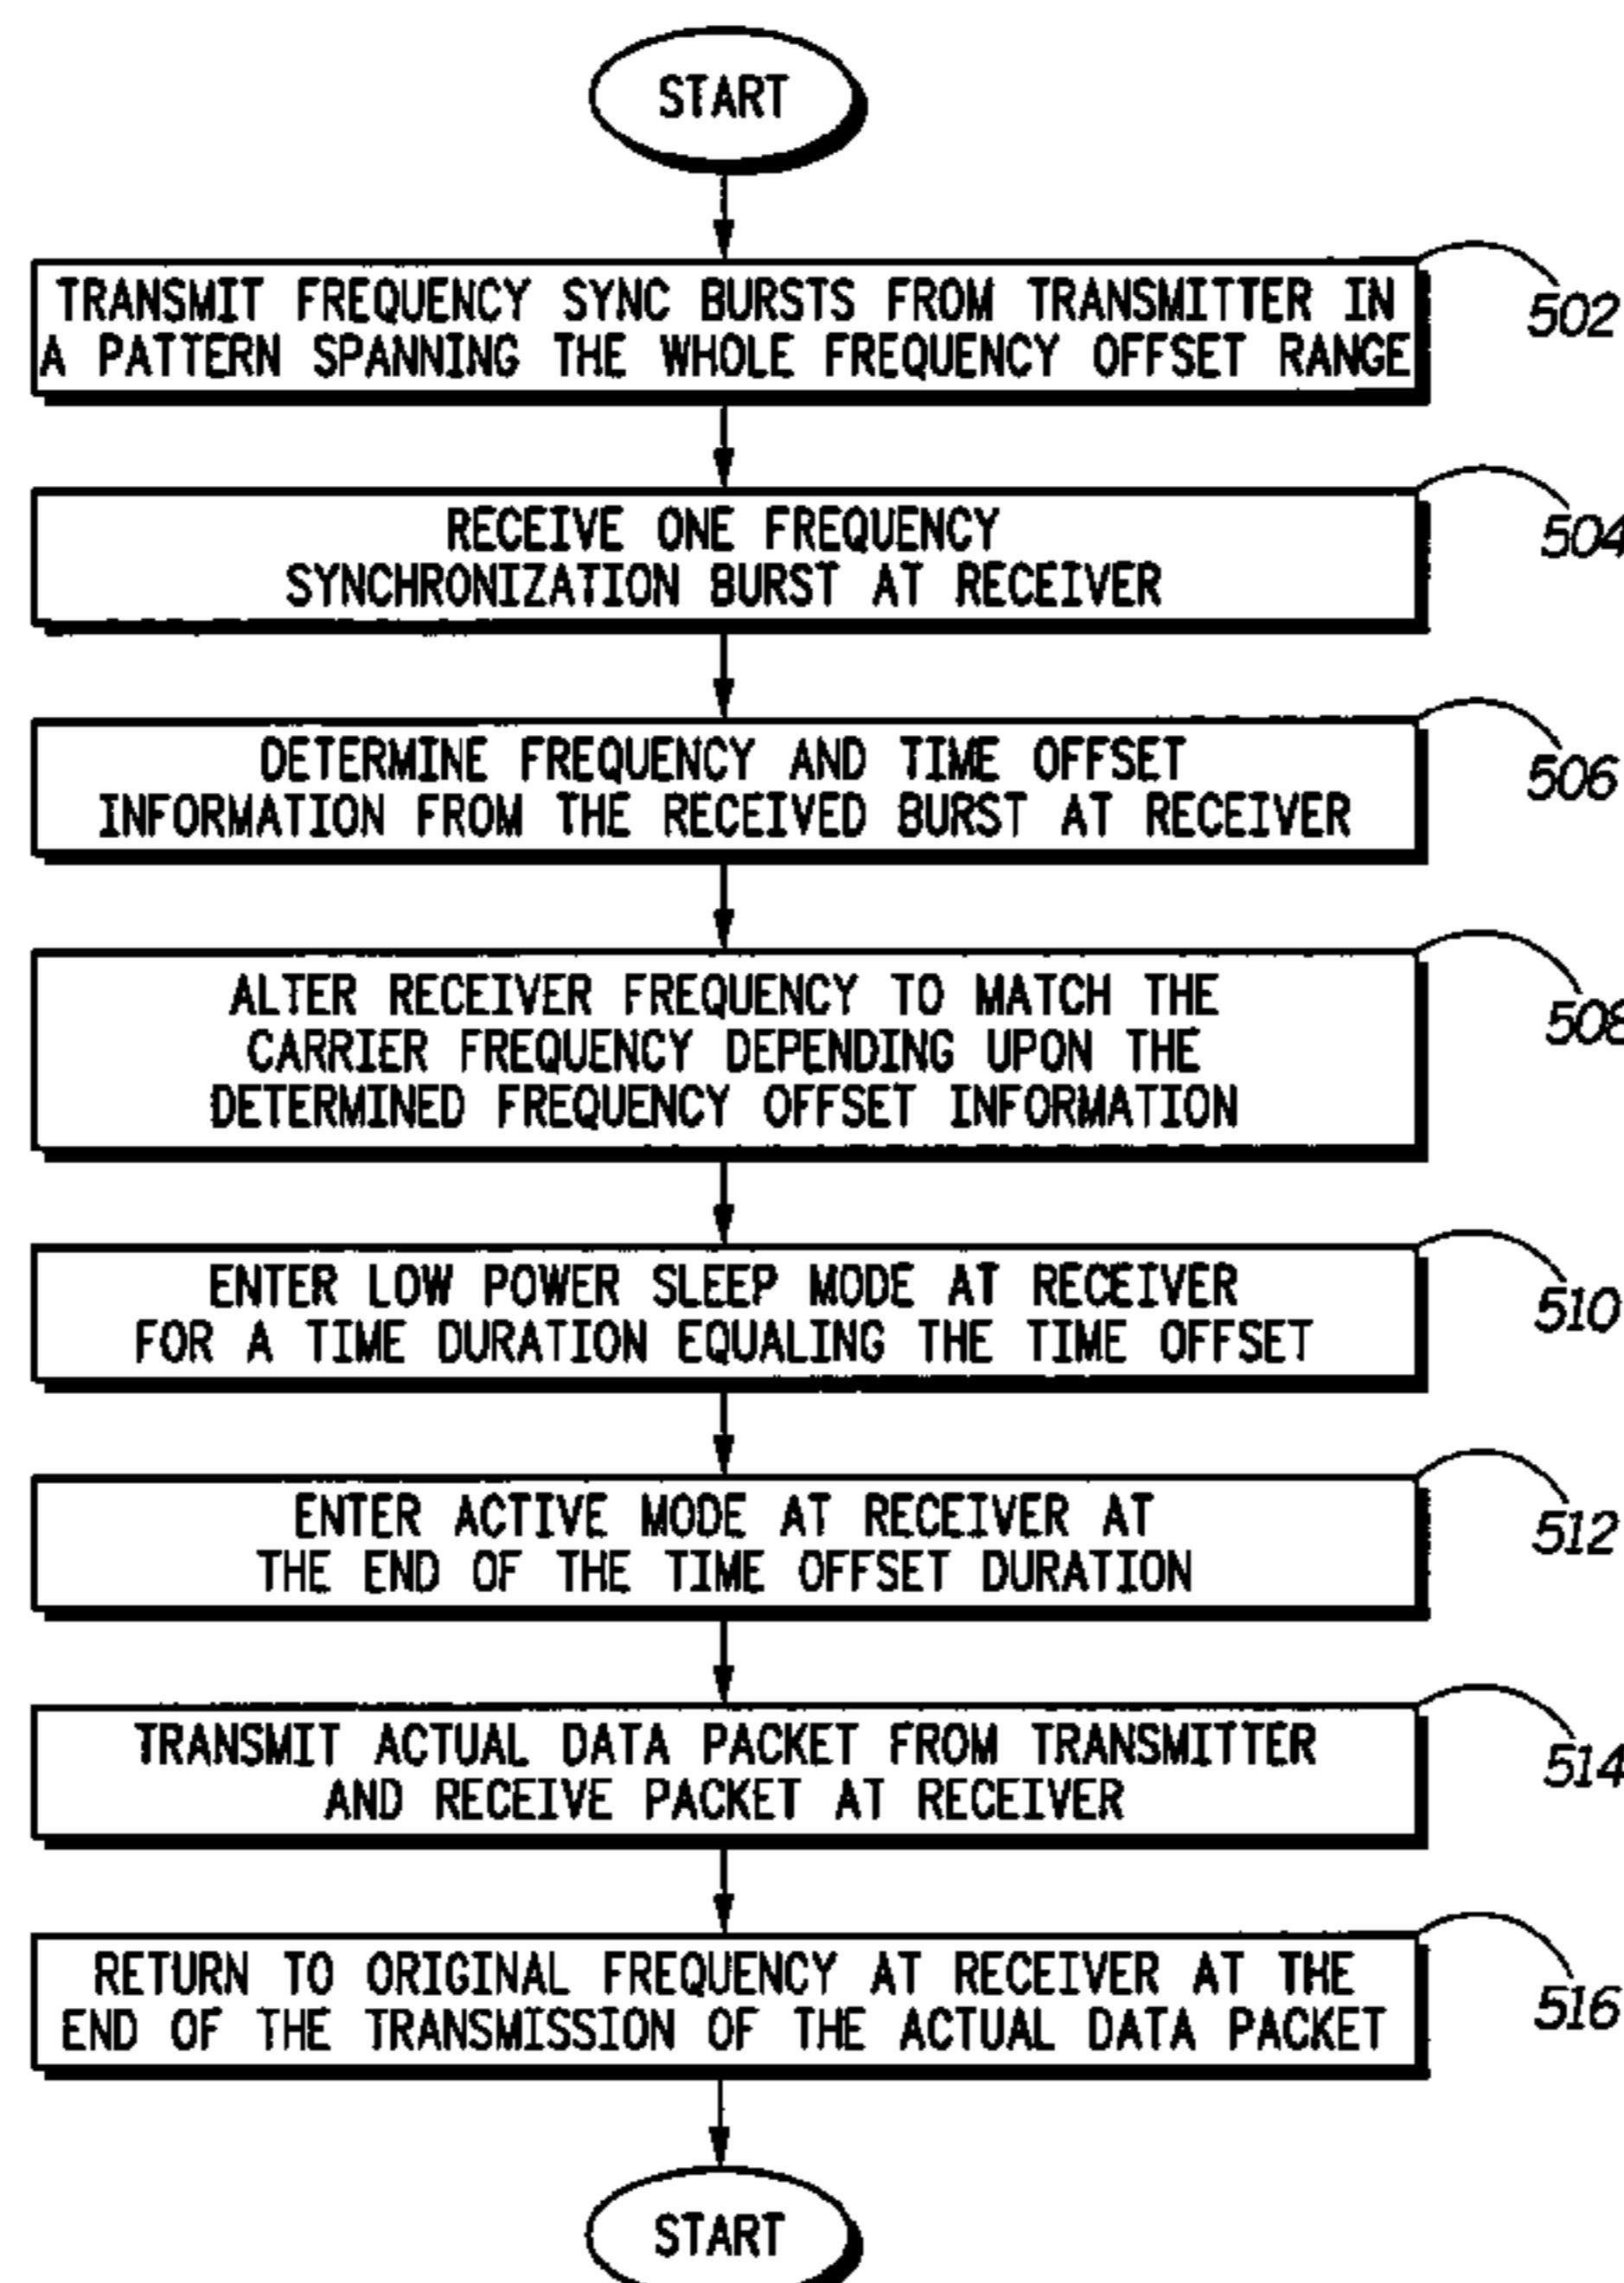 START
TRANSMIT FREQUENCY SYNC BURSTS FROM TRANSMITTER IN
A PATTERN SPANNING THE WHOLE FREQUENCY OFFSET RANGE
502
RECEIVE ONE FREQUENCY
SYNCHRONIZATION BURST AT RECEIVER
504
DETERMINE FREQUENCY AND TIME OFFSET
INFORMATION FROM THE RECEIVED BURST AT RECEIVER
506
ALTER RECEIVER FREQUENCY TO MATCH THE
CARRIER FREQUENCY DEPENDING UPON THE
DETERMINED FREQUENCY OFFSET INFORMATION
508
ENTER LOW POWER SLEEP MODE AT RECEIVER
FOR A TIME DURATION EQUALING THE TIME OFFSET
510
ENTER ACTIVE MODE AT RECEIVER AT
THE END OF THE TIME OFFSET DURATION
512
TRANSMIT ACTUAL DATA PACKET FROM TRANSMITTER
AND RECEIVE PACKET AT RECEIVER
514
RETURN TO ORIGINAL FREQUENCY AT RECEIVER AT THE
END OF THE TRANSMISSION OF THE ACTUAL DATA PACKET
516
START